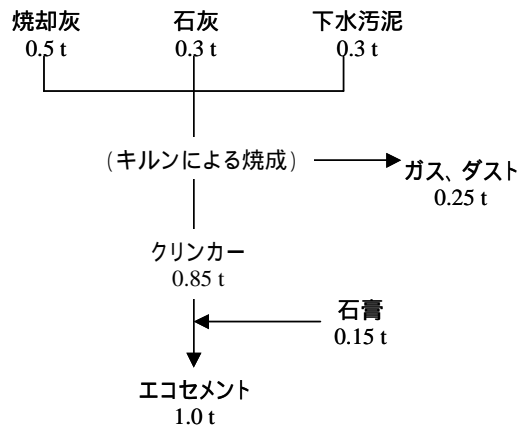 焼却灰 石灰 下水汚泥
0.5 t 0.3 t 0.3 t
(キルンによる焼成)
ガス、ダスト
0.25 t
クリンカー
0.85 t
石膏
0.15 t
エコセメント
1.0 t